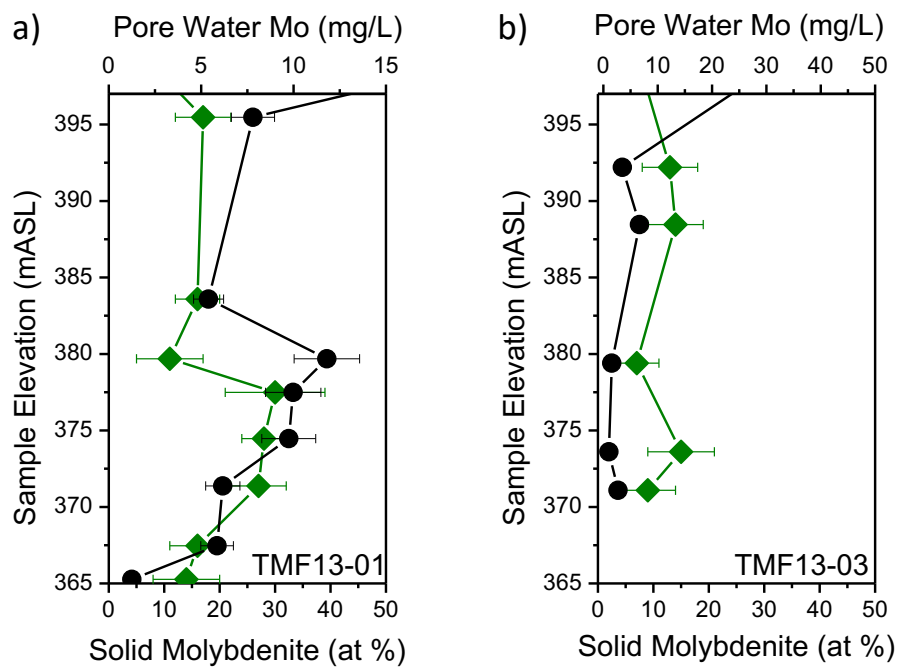 a)
Pore Water Mo (mg/L)
0 5 10 15
Sample Elevation (mASL)
395
390
385
380
375
370
365
TMF13-01
0 10 20 30 40 50
Solid Molybdenite (at %)
b)
Pore Water Mo (mg/L)
0 10 20 30 40 50
Sample Elevation (mASL)
395
390
385
380
375
370
365
TMF13-03
0 10 20 30 40 50
Solid Molybdenite (at %)